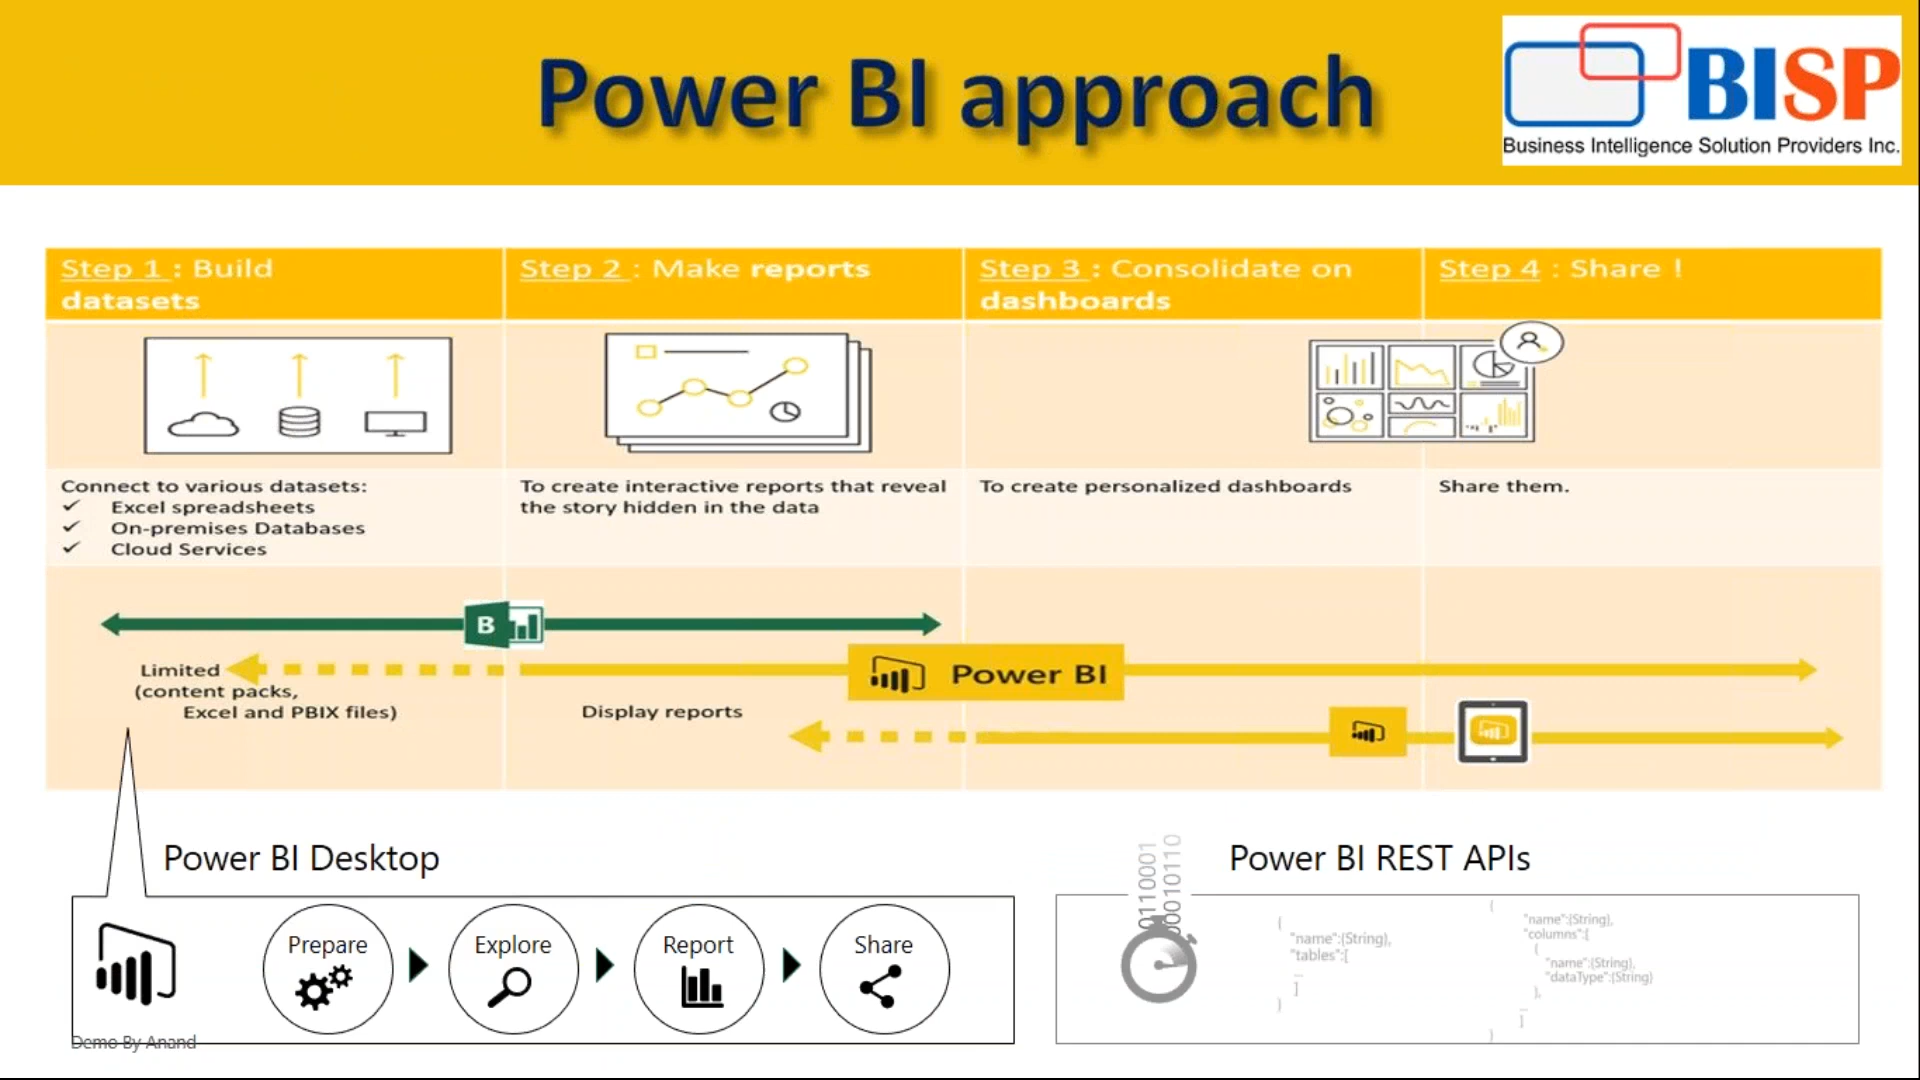 Power BI approach
BISP
Business Intelligence Solution Providers Inc.
Step 1 : Build
datasets
Step 2 : Make reports
Step 3 : Consolidate on
dashboards
Step 4 : Share !
Connect to various datasets:
✓ Excel spreadsheets
✓ On-premises Databases
✓ Cloud Services
To create interactive reports that reveal
the story hidden in the data
To create personalized dashboards
Share them.
B
Limited
(content packs,
Excel and PBIX files)
Power BI
Display reports
Power BI Desktop
Prepare
Explore
Report
Share
Demo By Anand
Power BI REST APIs
0110001
00010110
{
"name":(String),
"tables":[
...
]
}
{
"name":(String),
"columns":[
{
"name":(String),
"dataType":(String)
},
...
]
}